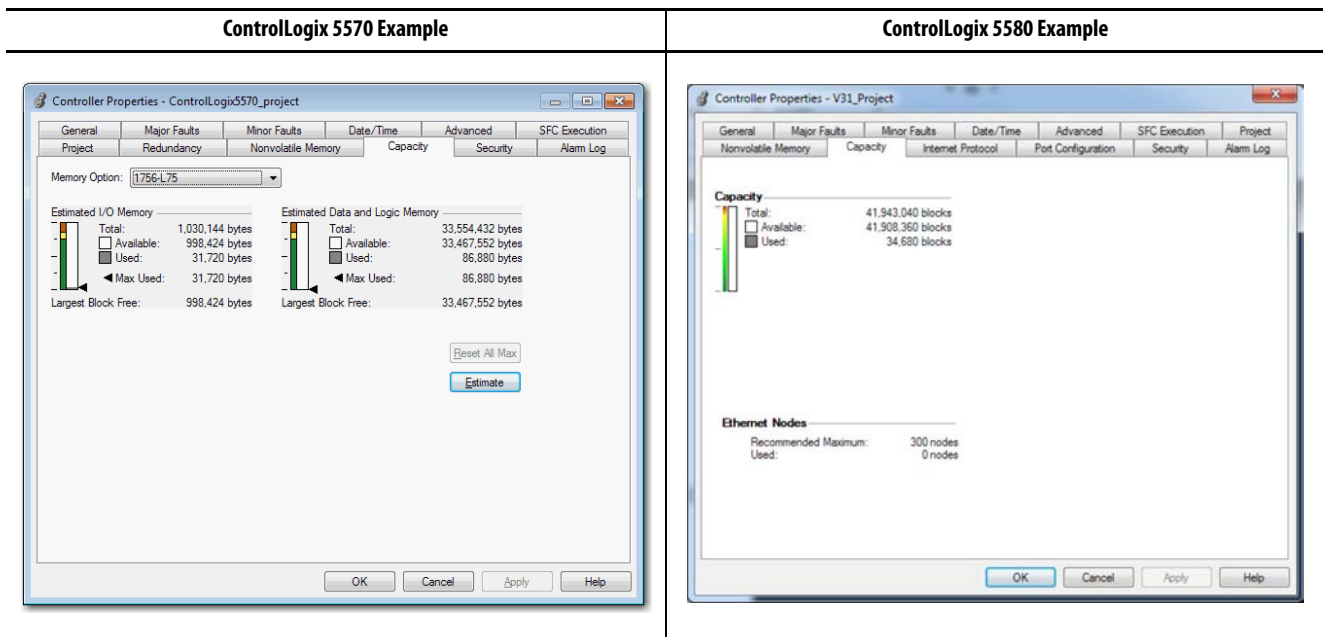 ControlLogix 5570 Example
Controller Properties - ControlLogix5570_project
General Major Faults Minor Faults Date/Time Advanced SFC Execution
Project Redundancy Nonvolatile Memory Capacity Security Alarm Log
Memory Option: 1756-L75
Estimated I/O Memory
Total: 1,030,144 bytes
Available: 998,424 bytes
Used: 31,720 bytes
Max Used: 31,720 bytes
Largest Block Free: 998,424 bytes
Estimated Data and Logic Memory
Total: 33,554,432 bytes
Available: 33,467,552 bytes
Used: 86,880 bytes
Max Used: 86,880 bytes
Largest Block Free: 33,467,552 bytes
Reset All Max
Estimate
OK Cancel Apply Help
ControlLogix 5580 Example
Controller Properties - V31_Project
General Major Faults Minor Faults Date/Time Advanced SFC Execution Project
Nonvolatile Memory Capacity Internet Protocol Port Configuration Security Alarm Log
Capacity
Total: 41,943,040 blocks
Available: 41,908,360 blocks
Used: 34,680 blocks
Ethernet Nodes
Recommended Maximum: 300 nodes
Used: 0 nodes
OK Cancel Apply Help